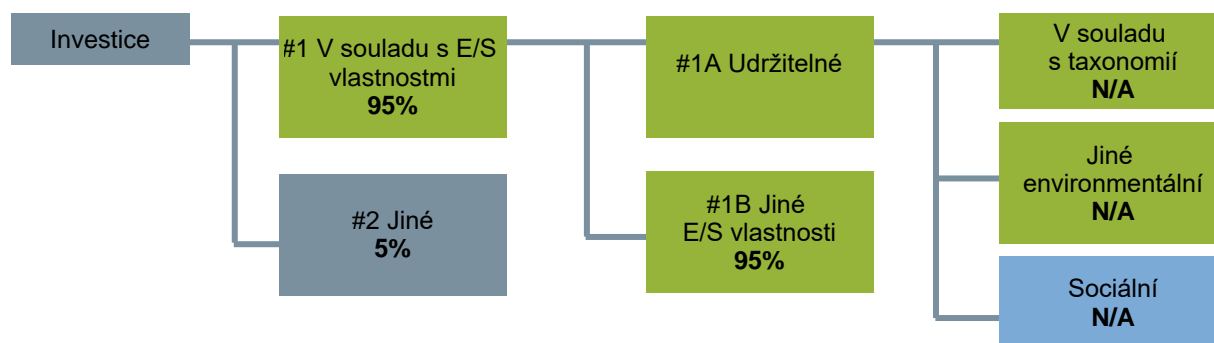 Investice
#1 V souladu s E/S
vlastnostmi
95%
#2 Jiné
5%
#1A Udržitelné
#1B Jiné
E/S vlastnosti
95%
V souladu
s taxonomií
N/A
Jiné
environmentální
N/A
Sociální
N/A